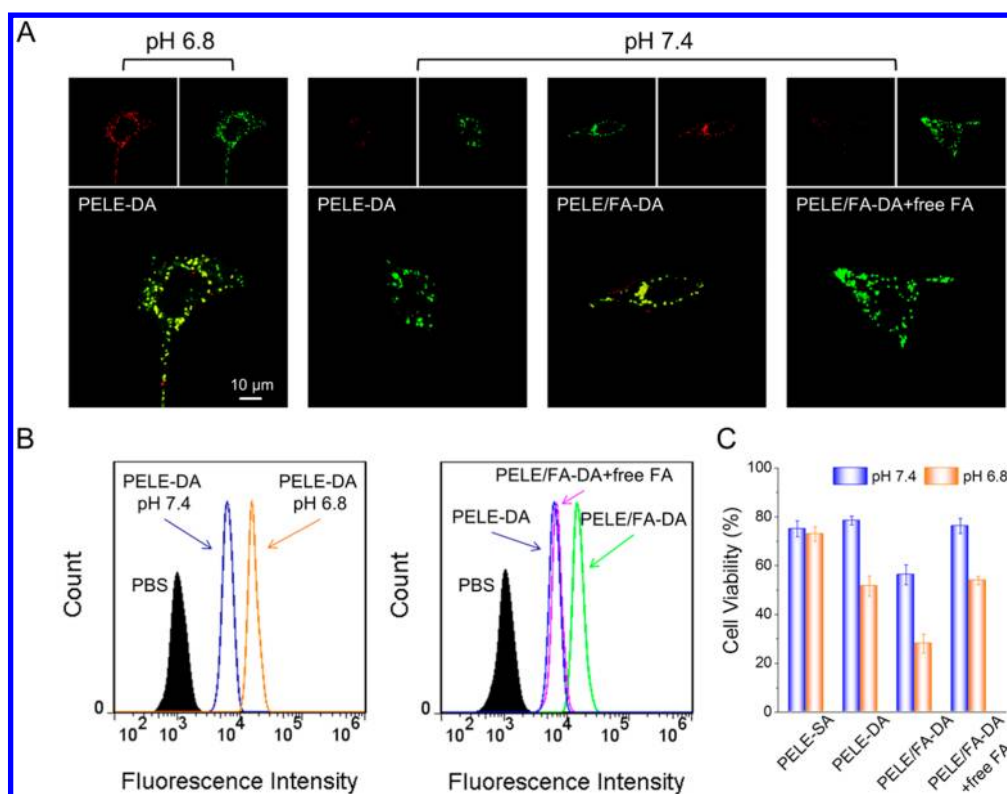 A
pH 6.8
pH 7.4
PELE-DA
PELE-DA
PELE/FA-DA
PELE/FA-DA+free FA
10 μm
B
PELE-DA
pH 7.4
PELE-DA
pH 6.8
PBS
Count
0
10² 10³ 10⁴ 10⁵ 10⁶
Fluorescence Intensity
PELE/FA-DA+free FA
PELE-DA
PELE/FA-DA
PBS
Count
0
10² 10³ 10⁴ 10⁵ 10⁶
Fluorescence Intensity
C
pH 7.4
pH 6.8
Cell Viability (%)
100
80
60
40
20
0
PELE-SA
PELE-DA
PELE/FA-DA
PELE/FA-DA
+free FA